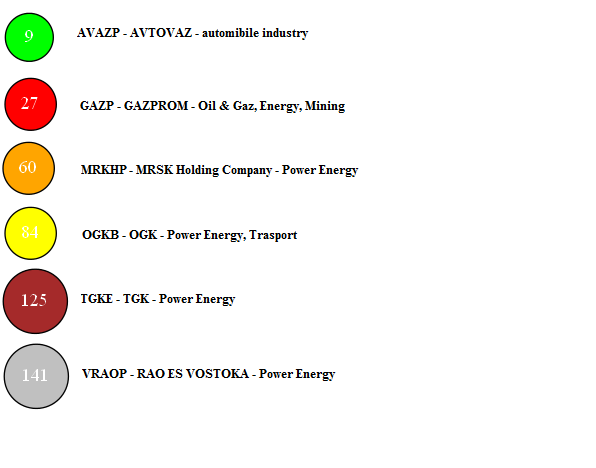 9 AVAZP - AVTOVAZ - automibile industry
27 GAZP - GAZPROM - Oil & Gaz, Energy, Mining
60 MRKHP - MRSK Holding Company - Power Energy
84 OGKB - OGK - Power Energy, Trasport
125 TGKE - TGK - Power Energy
141 VRAOP - RAO ES VOSTOKA - Power Energy